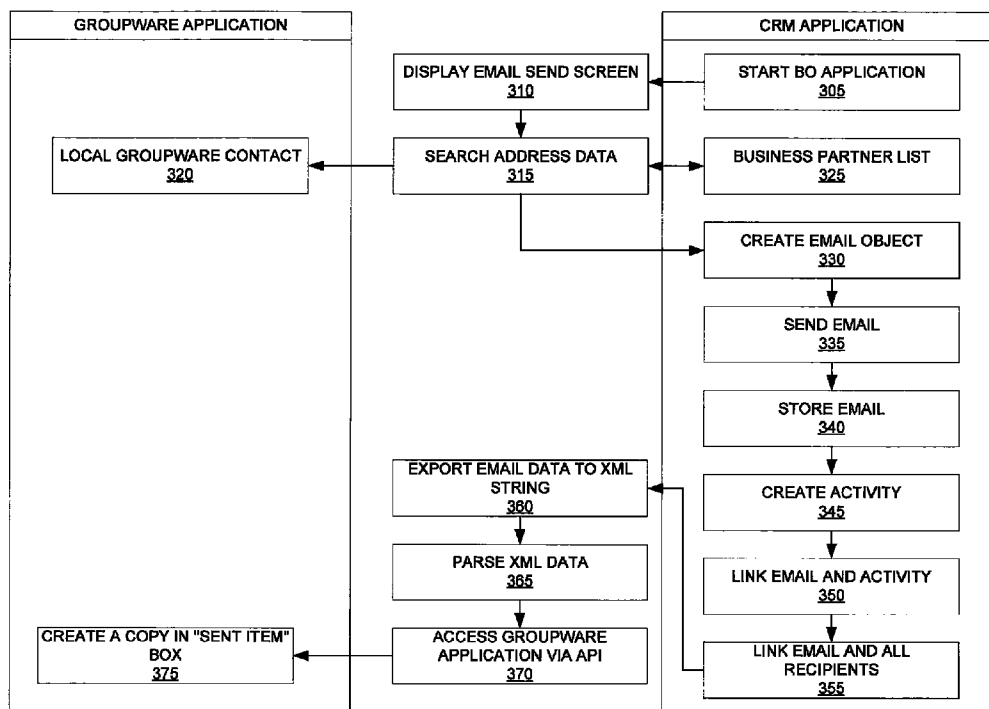 GROUPWARE APPLICATION
CRM APPLICATION
DISPLAY EMAIL SEND SCREEN
310
START BO APPLICATION
305
LOCAL GROUPWARE CONTACT
320
SEARCH ADDRESS DATA
315
BUSINESS PARTNER LIST
325
CREATE EMAIL OBJECT
330
SEND EMAIL
335
STORE EMAIL
340
EXPORT EMAIL DATA TO XML
STRING
360
CREATE ACTIVITY
345
PARSE XML DATA
365
LINK EMAIL AND ACTIVITY
350
CREATE A COPY IN "SENT ITEM"
BOX
375
ACCESS GROUPWARE
APPLICATION VIA API
370
LINK EMAIL AND ALL
RECIPIENTS
355